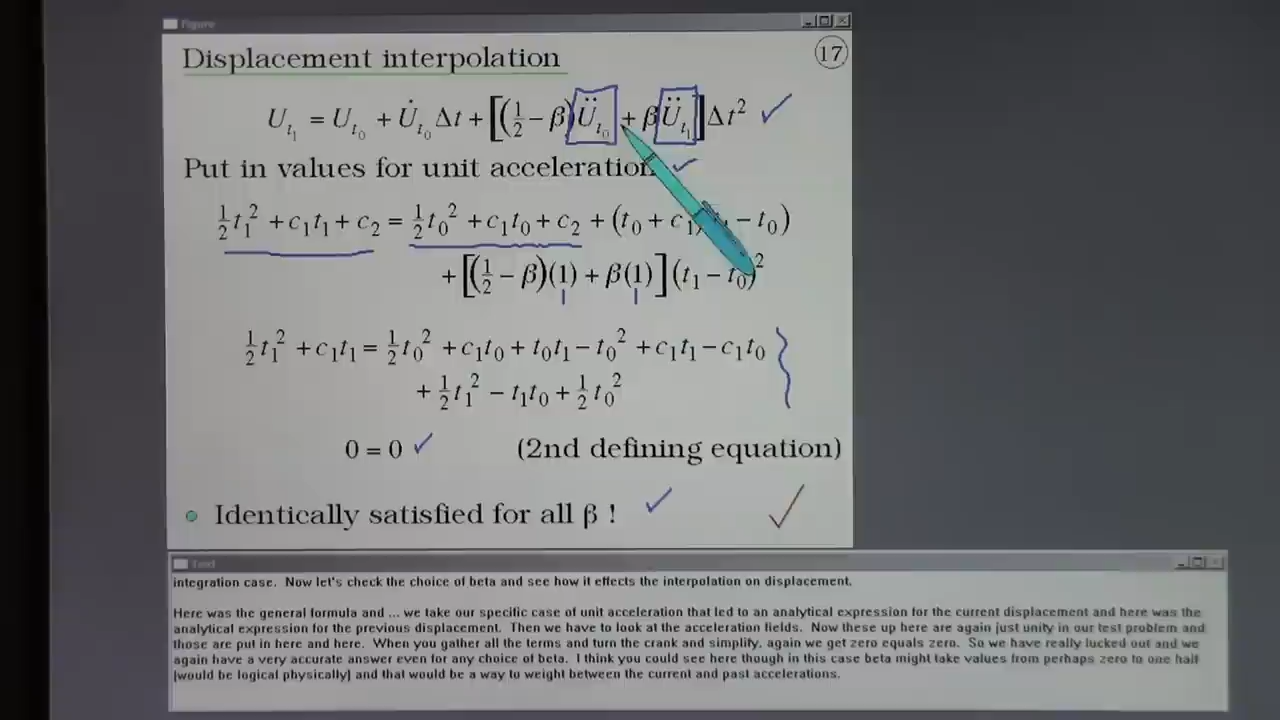 Figure
Displacement interpolation
17
U_{t_1} = U_{t_0} + U̇_{t_0} Δt + [(1/2 − β) Ü_{t_0} + β Ü_{t_1}] Δt²
Put in values for unit acceleration
½t₁² + c₁t₁ + c₂ = ½t₀² + c₁t₀ + c₂ + (t₀ + c₁) − t₀)
+ [(½ − β)(1) + β(1)] (t₁ − t₀)²
½t₁² + c₁t₁ = ½t₀² + c₁t₀ + t₀t₁ − t₀² + c₁t₁ − c₁t₀
+ ½t₁² − t₁t₀ + ½t₀²
0 = 0 ✓ (2nd defining equation)
Identically satisfied for all β !
Text
integration case. Now let's check the choice of beta and see how it effects the interpolation on displacement.
Here was the general formula and ... we take our specific case of unit acceleration that led to an analytical expression for the current displacement and here was the
analytical expression for the previous displacement. Then we have to look at the acceleration fields. Now these up here are again just unity in our test problem and
those are put in here and here. When you gather all the terms and turn the crank and simplify, again we get zero equals zero. So we have really lucked out and we
again have a very accurate answer even for any choice of beta. I think you could see here though in this case beta might take values from perhaps zero to one half
(would be logical physically) and that would be a way to weight between the current and past accelerations.